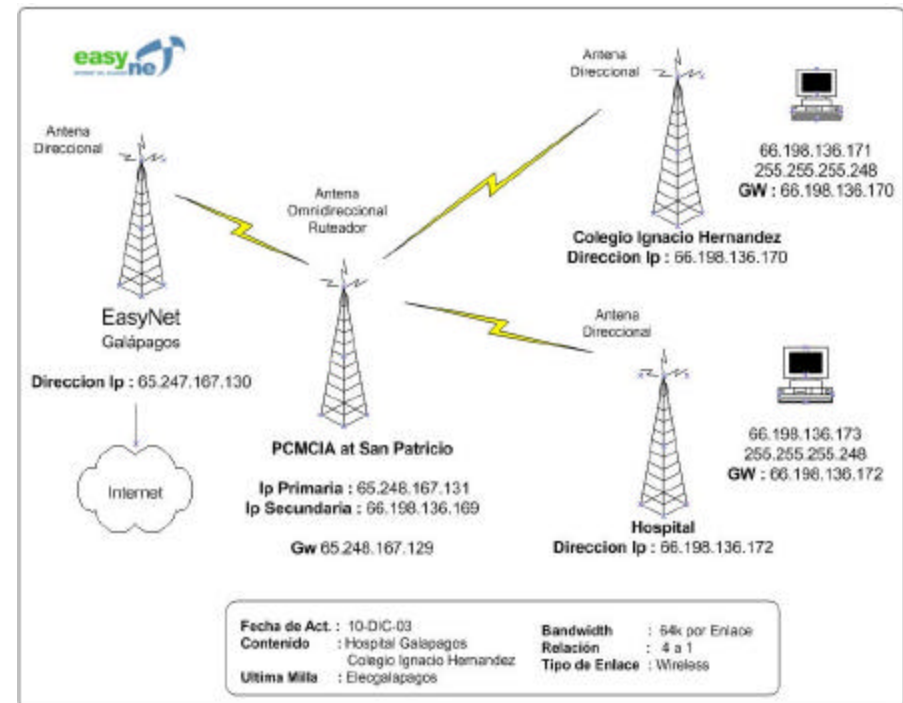 easy
net
Antena
Direccional
EasyNet
Galápagos
Direccion Ip : 65.247.167.130
Internet
Antena
Omnidireccional
Ruteador
PCMCIA at San Patricio
Ip Primaria : 65.248.167.131
Ip Secundaria : 66.198.136.169
Gw 65.248.167.129
Antena
Direccional
66.198.136.171
255.255.255.248
GW : 66.198.136.170
Colegio Ignacio Hernandez
Direccion Ip : 66.198.136.170
Antena
Direccional
66.198.136.173
255.255.255.248
GW : 66.198.136.172
Hospital
Direccion Ip : 66.198.136.172
Fecha de Act. : 10-DIC-03
Contenido : Hospital Galapagos
Colegio Ignacio Hernandez
Ultima Milla : Elecgalapagos
Bandwidth : 64k por Enlace
Relación : 4 a 1
Tipo de Enlace : Wireless